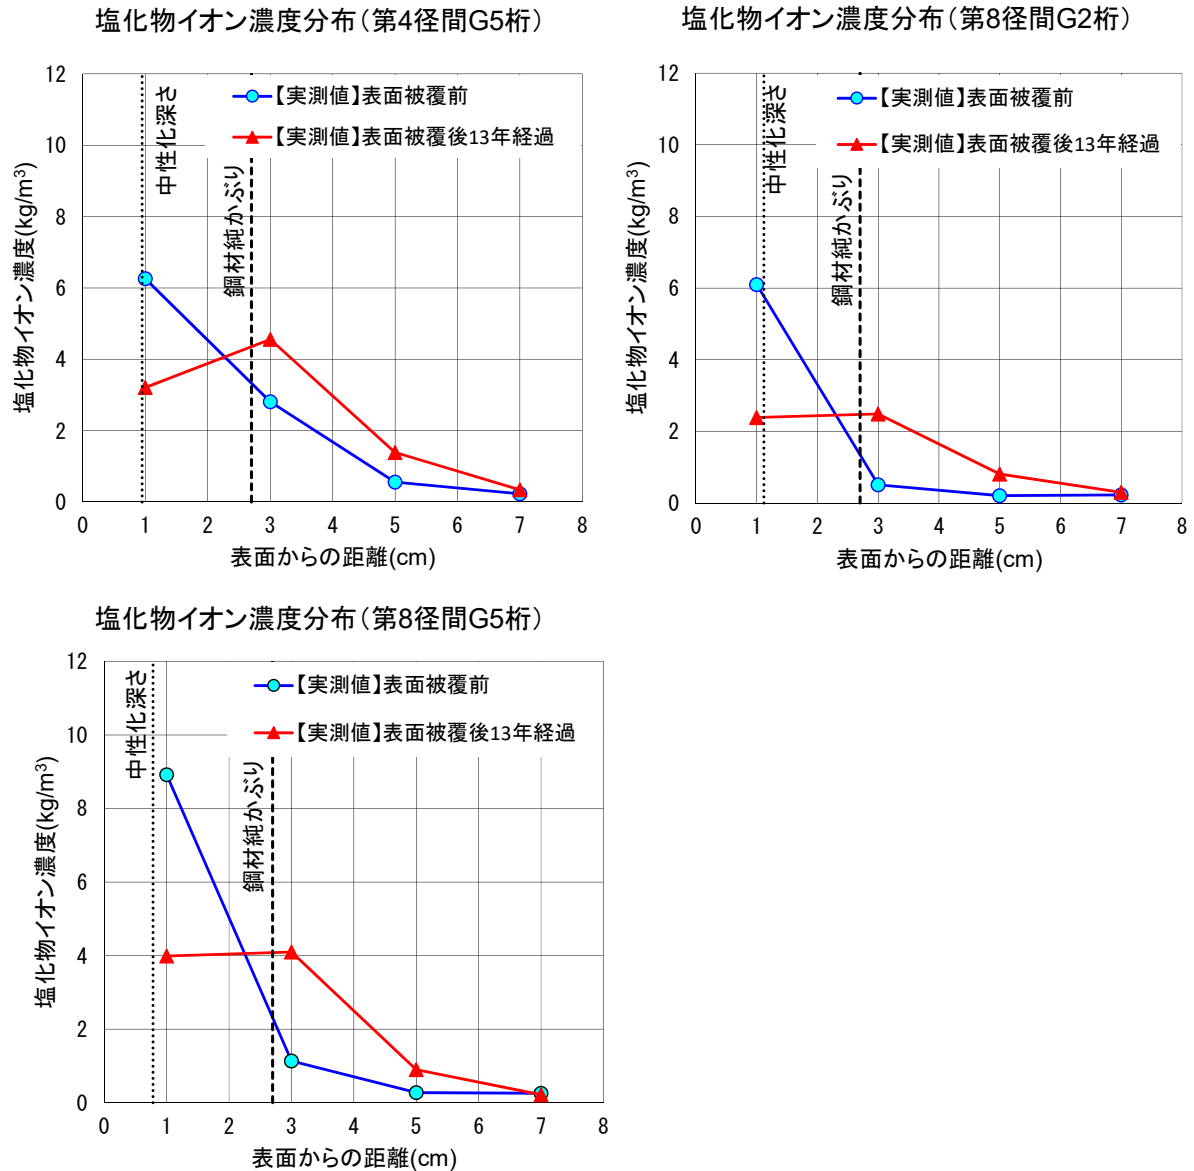 塩化物イオン濃度分布(第4径間G5桁)
12
10
8
6
4
2
0
塩化物イオン濃度(kg/m³)
中性化深さ
鋼材純かぶり
【実測値】表面被覆前
【実測値】表面被覆後13年経過
0 1 2 3 4 5 6 7 8
表面からの距離(cm)
塩化物イオン濃度分布(第8径間G2桁)
12
10
8
6
4
2
0
塩化物イオン濃度(kg/m³)
中性化深さ
鋼材純かぶり
【実測値】表面被覆前
【実測値】表面被覆後13年経過
0 1 2 3 4 5 6 7 8
表面からの距離(cm)
塩化物イオン濃度分布(第8径間G5桁)
12
10
8
6
4
2
0
塩化物イオン濃度(kg/m³)
中性化深さ
鋼材純かぶり
【実測値】表面被覆前
【実測値】表面被覆後13年経過
0 1 2 3 4 5 6 7 8
表面からの距離(cm)